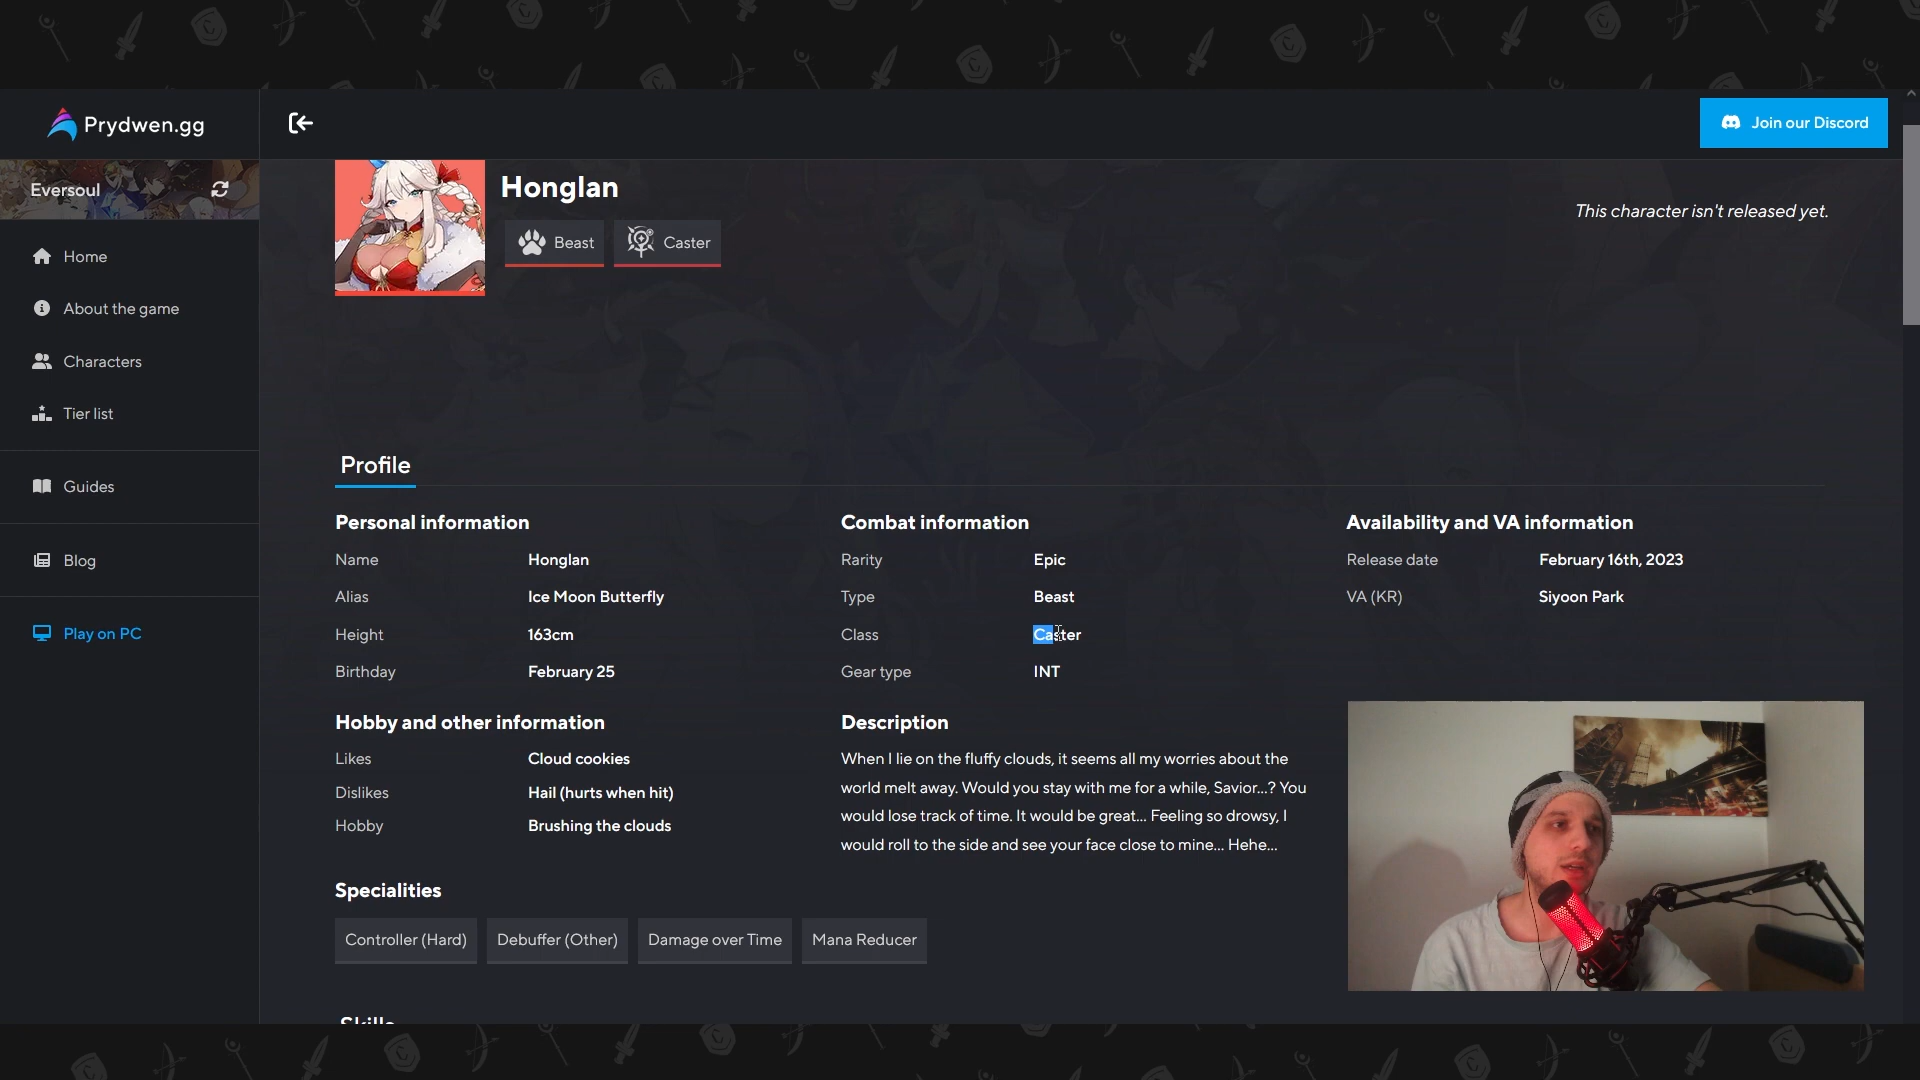 Prydwen.gg
Join our Discord
Eversoul
Honglan
This character isn't released yet.
Beast
Caster
Home
About the game
Characters
Tier list
Guides
Blog
Play on PC
Profile
Personal information
Name Honglan
Alias Ice Moon Butterfly
Height 163cm
Birthday February 25
Combat information
Rarity Epic
Type Beast
Class Caster
Gear type INT
Availability and VA information
Release date February 16th, 2023
VA (KR) Siyoon Park
Hobby and other information
Likes Cloud cookies
Dislikes Hail (hurts when hit)
Hobby Brushing the clouds
Description
When I lie on the fluffy clouds, it seems all my worries about the
world melt away. Would you stay with me for a while, Savior...? You
would lose track of time. It would be great... Feeling so drowsy, I
would roll to the side and see your face close to mine... Hehe...
Specialities
Controller (Hard)
Debuffer (Other)
Damage over Time
Mana Reducer
Skills